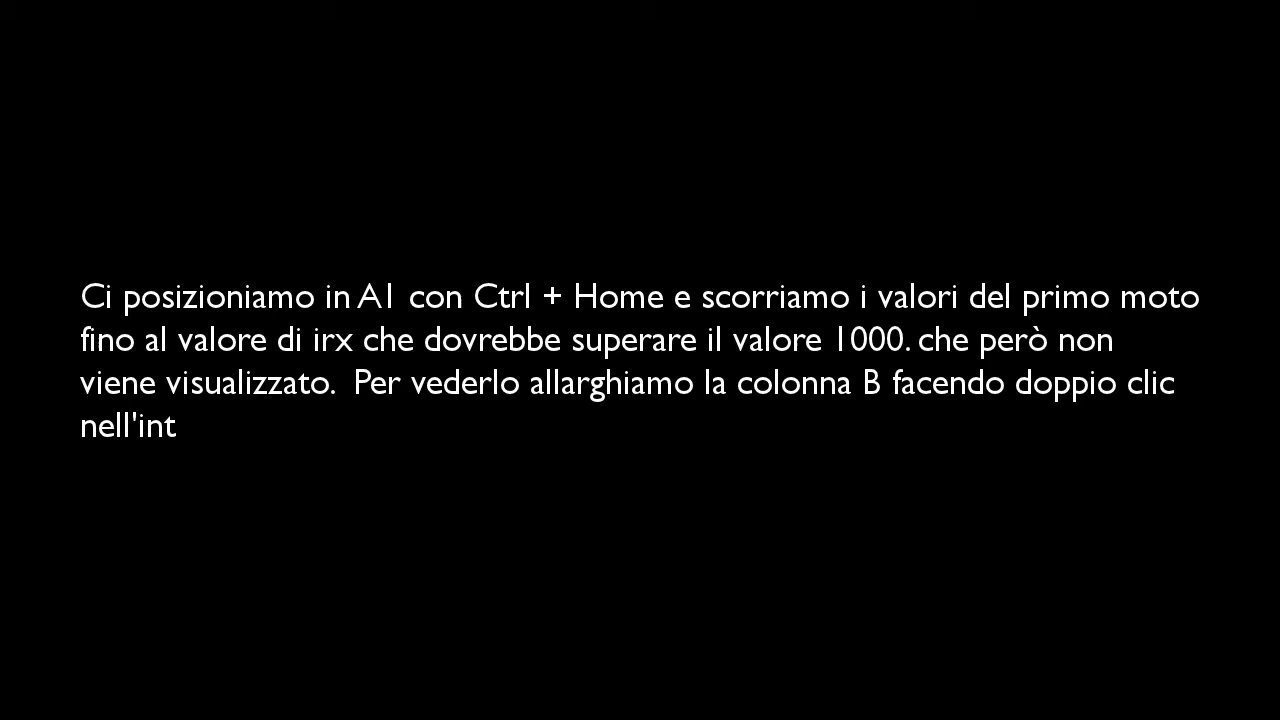 Ci posizioniamo in A1 con Ctrl + Home e scorriamo i valori del primo moto
fino al valore di irx che dovrebbe superare il valore 1000. che però non
viene visualizzato.  Per vederlo allarghiamo la colonna B facendo doppio clic
nell'int